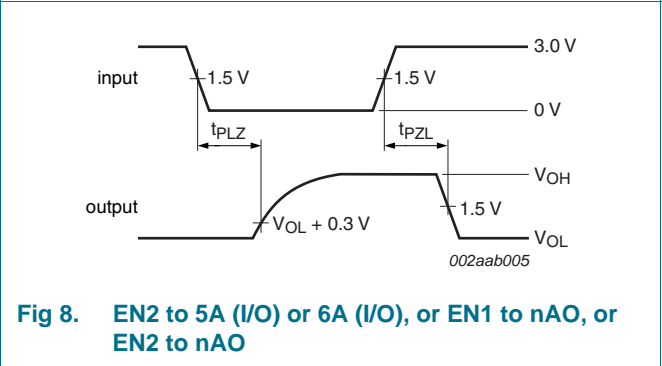 3.0 V
input
1.5 V
1.5 V
0 V
tPLZ
tPZL
VOH
output
1.5 V
VOL + 0.3 V
VOL
002aab005
Fig 8. EN2 to 5A (I/O) or 6A (I/O), or EN1 to nAO, or
EN2 to nAO